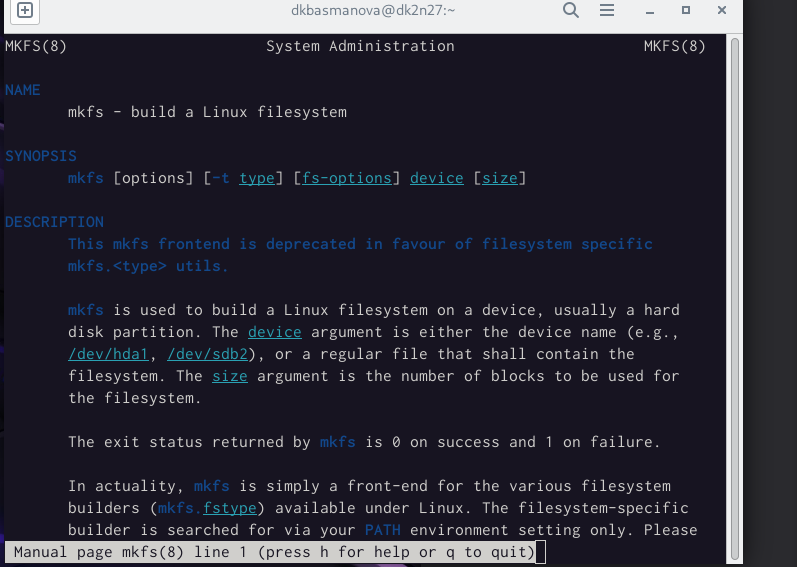 dkbasmanova@dk2n27:~
MKFS(8) System Administration MKFS(8)
NAME
mkfs - build a Linux filesystem
SYNOPSIS
mkfs [options] [-t type] [fs-options] device [size]
DESCRIPTION
This mkfs frontend is deprecated in favour of filesystem specific
mkfs.<type> utils.
mkfs is used to build a Linux filesystem on a device, usually a hard
disk partition. The device argument is either the device name (e.g.,
/dev/hda1, /dev/sdb2), or a regular file that shall contain the
filesystem. The size argument is the number of blocks to be used for
the filesystem.
The exit status returned by mkfs is 0 on success and 1 on failure.
In actuality, mkfs is simply a front-end for the various filesystem
builders (mkfs.fstype) available under Linux. The filesystem-specific
builder is searched for via your PATH environment setting only. Please
Manual page mkfs(8) line 1 (press h for help or q to quit)